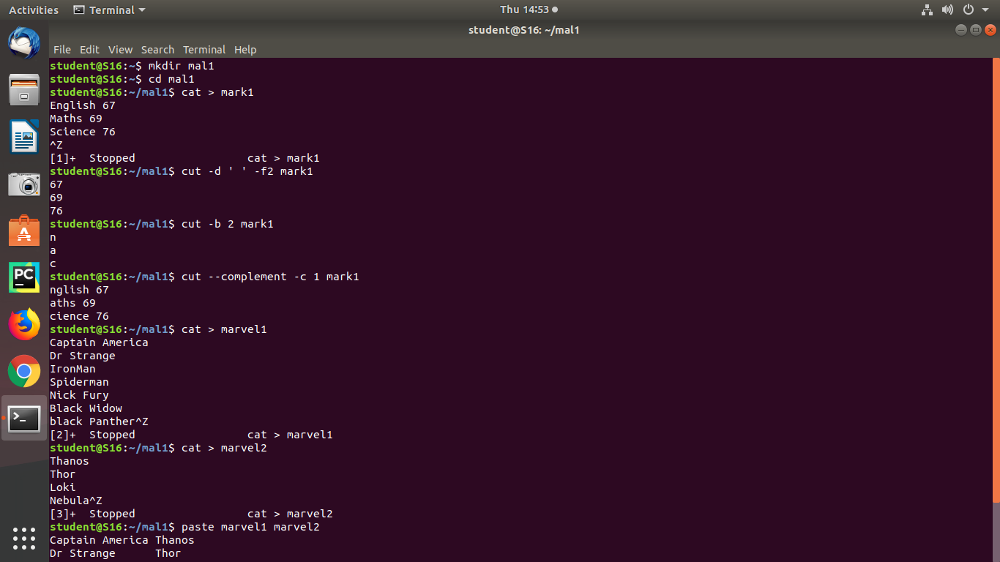 Activities Terminal Thu 14:53
student@S16: ~/mal1
File Edit View Search Terminal Help
student@S16:~$ mkdir mal1
student@S16:~$ cd mal1
student@S16:~/mal1$ cat > mark1
English 67
Maths 69
Science 76
^Z
[1]+  Stopped                 cat > mark1
student@S16:~/mal1$ cut -d ' ' -f2 mark1
67
69
76
student@S16:~/mal1$ cut -b 2 mark1
n
a
c
student@S16:~/mal1$ cut --complement -c 1 mark1
nglish 67
aths 69
cience 76
student@S16:~/mal1$ cat > marvel1
Captain America
Dr Strange
IronMan
Spiderman
Nick Fury
Black Widow
black Panther^Z
[2]+  Stopped                 cat > marvel1
student@S16:~/mal1$ cat > marvel2
Thanos
Thor
Loki
Nebula^Z
[3]+  Stopped                 cat > marvel2
student@S16:~/mal1$ paste marvel1 marvel2
Captain America Thanos
Dr Strange      Thor
A
PC